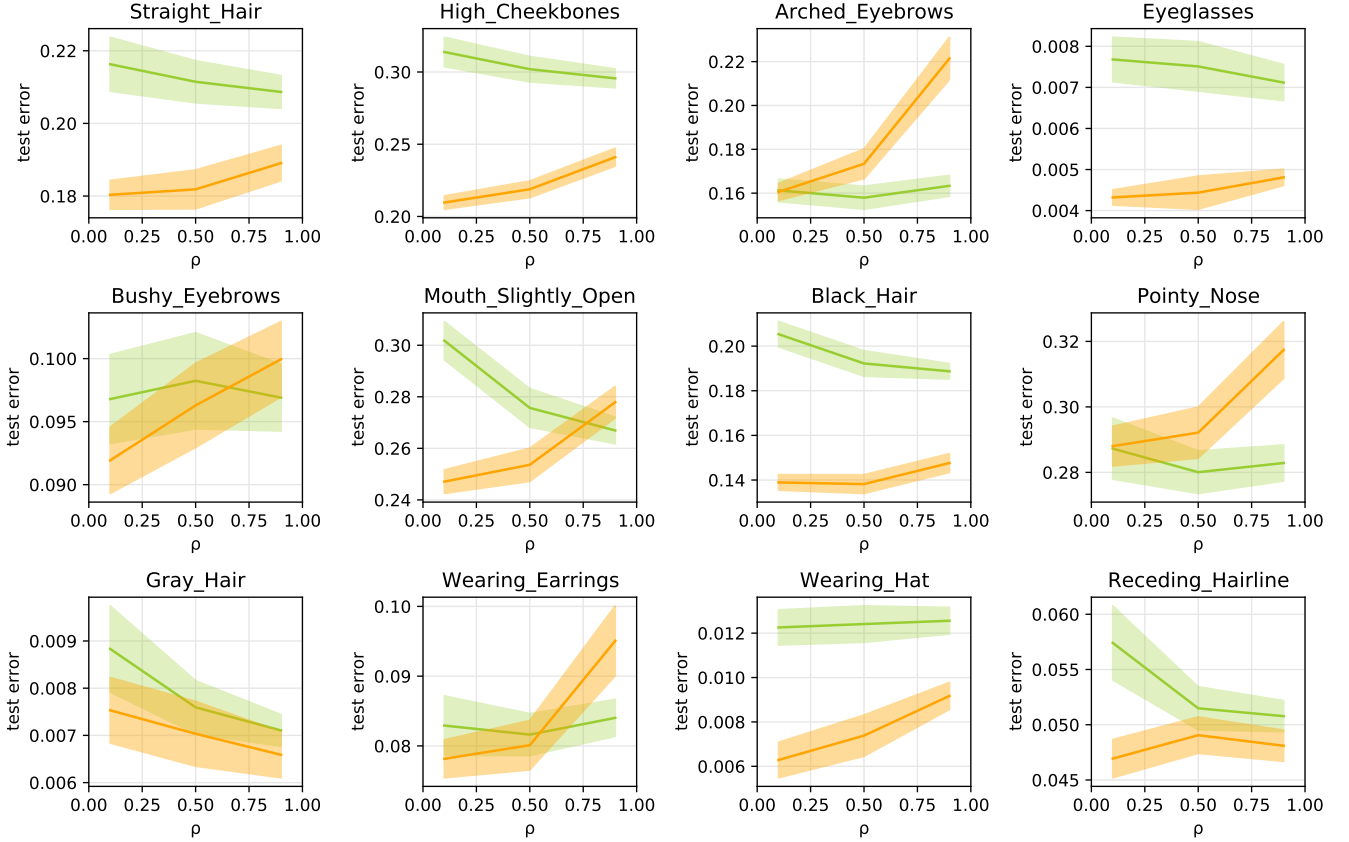 Straight_Hair
0.22
0.20
0.18
test error
0.00 0.25 0.50 0.75 1.00
ρ
High_Cheekbones
0.30
0.25
0.20
test error
0.00 0.25 0.50 0.75 1.00
ρ
Arched_Eyebrows
0.22
0.20
0.18
0.16
test error
0.00 0.25 0.50 0.75 1.00
ρ
Eyeglasses
0.008
0.007
0.006
0.005
0.004
test error
0.00 0.25 0.50 0.75 1.00
ρ
Bushy_Eyebrows
0.100
0.095
0.090
test error
0.00 0.25 0.50 0.75 1.00
ρ
Mouth_Slightly_Open
0.30
0.28
0.26
0.24
test error
0.00 0.25 0.50 0.75 1.00
ρ
Black_Hair
0.20
0.18
0.16
0.14
test error
0.00 0.25 0.50 0.75 1.00
ρ
Pointy_Nose
0.32
0.30
0.28
test error
0.00 0.25 0.50 0.75 1.00
ρ
Gray_Hair
0.009
0.008
0.007
0.006
test error
0.00 0.25 0.50 0.75 1.00
ρ
Wearing_Earrings
0.10
0.09
0.08
test error
0.00 0.25 0.50 0.75 1.00
ρ
Wearing_Hat
0.012
0.010
0.008
0.006
test error
0.00 0.25 0.50 0.75 1.00
ρ
Receding_Hairline
0.060
0.055
0.050
0.045
test error
0.00 0.25 0.50 0.75 1.00
ρ